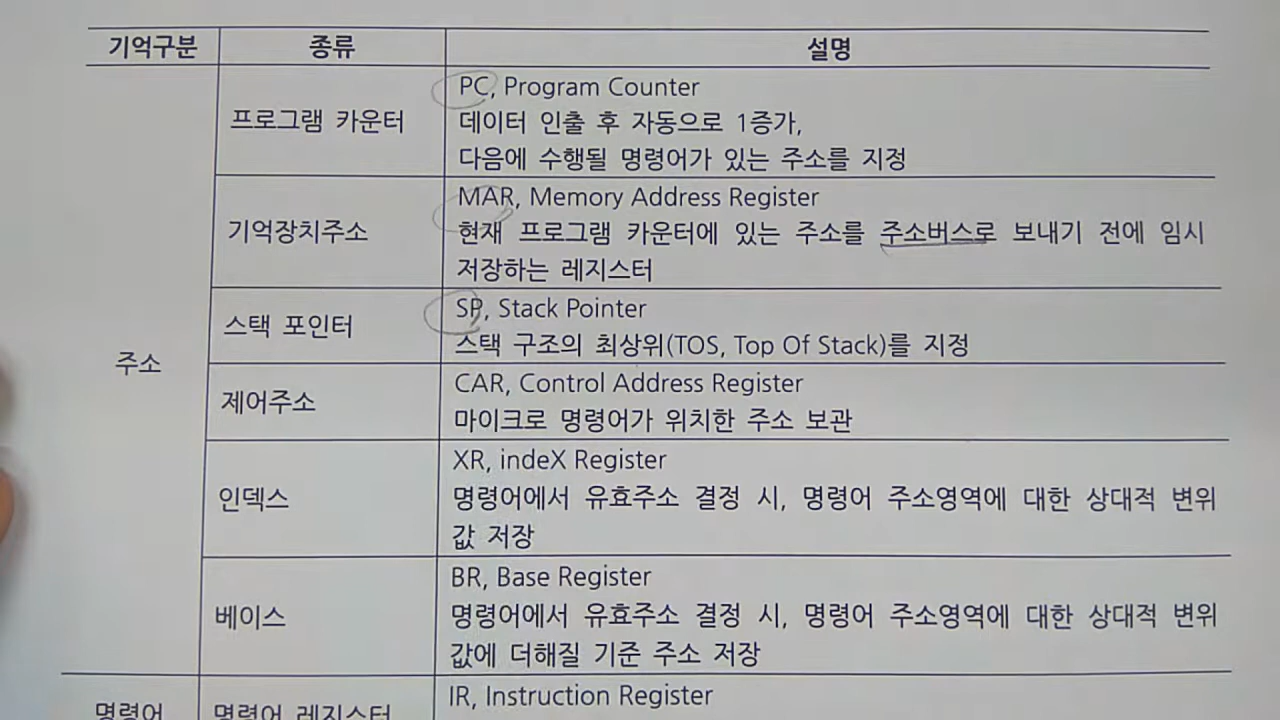 기억구분 종류 설명
주소
프로그램 카운터
PC, Program Counter
데이터 인출 후 자동으로 1증가,
다음에 수행될 명령어가 있는 주소를 지정
기억장치주소
MAR, Memory Address Register
현재 프로그램 카운터에 있는 주소를 주소버스로 보내기 전에 임시
저장하는 레지스터
스택 포인터
SP, Stack Pointer
스택 구조의 최상위(TOS, Top Of Stack)를 지정
제어주소
CAR, Control Address Register
마이크로 명령어가 위치한 주소 보관
인덱스
XR, indeX Register
명령어에서 유효주소 결정 시, 명령어 주소영역에 대한 상대적 변위
값 저장
베이스
BR, Base Register
명령어에서 유효주소 결정 시, 명령어 주소영역에 대한 상대적 변위
값에 더해질 기준 주소 저장
명령어
명령어 레지스터
IR, Instruction Register